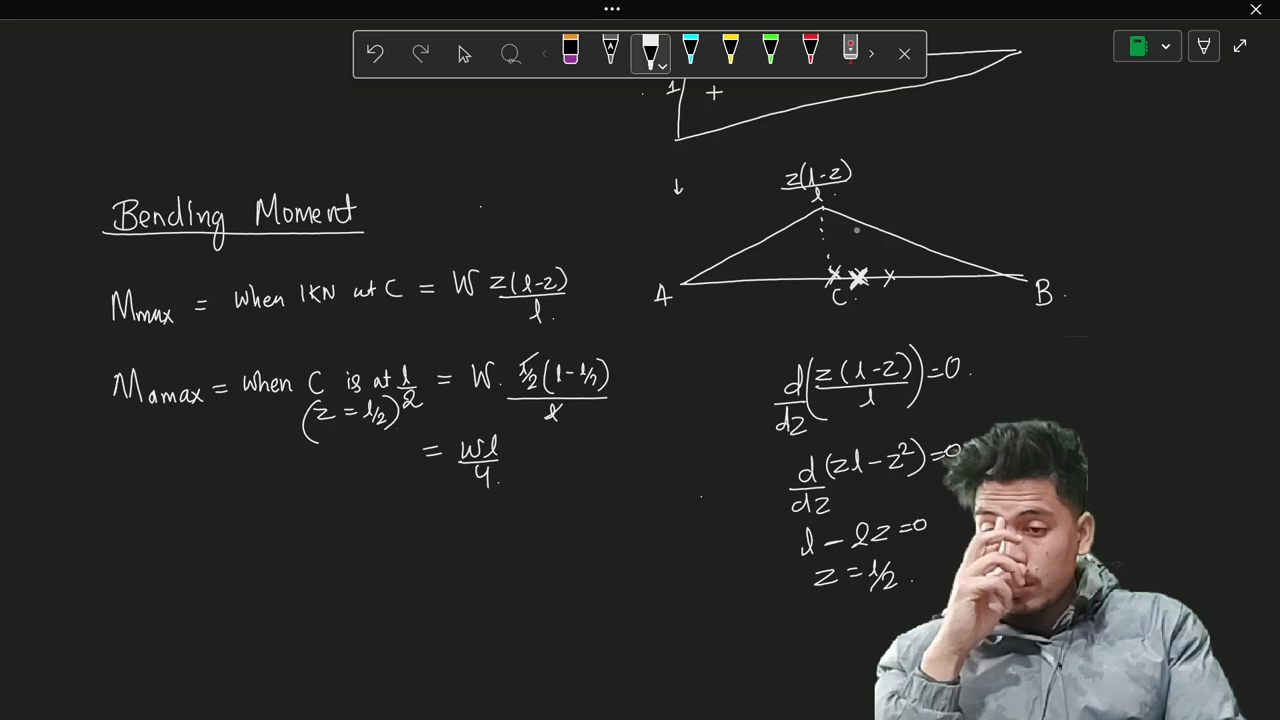 1
+
z(l-z)/l.
↓
Bending Moment
Mmax = when 1KN at C = W z(l-z)/l.
A C. B.
Mamax = when C is at l/2 = W. l/2(l-l/2)/l
(z = l/2)
= wl/4.
d/dz(z(l-z)/l)=0.
d/dz(zl-z²)=0
l-2z=0
z=l/2.